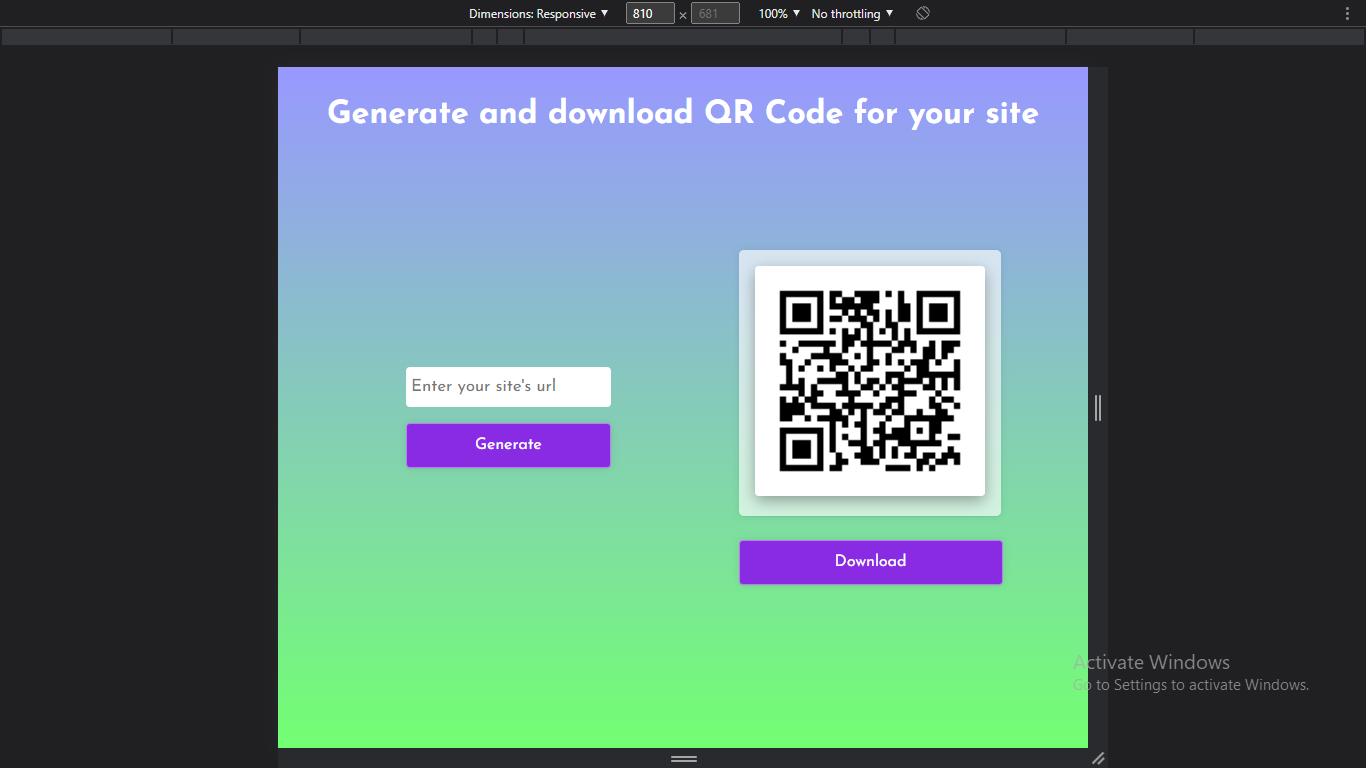 Dimensions: Responsive ▼ 810 × 681 100% ▼ No throttling ▼
Generate and download QR Code for your site
Enter your site's url
Generate
Download
Activate Windows
Go to Settings to activate Windows.